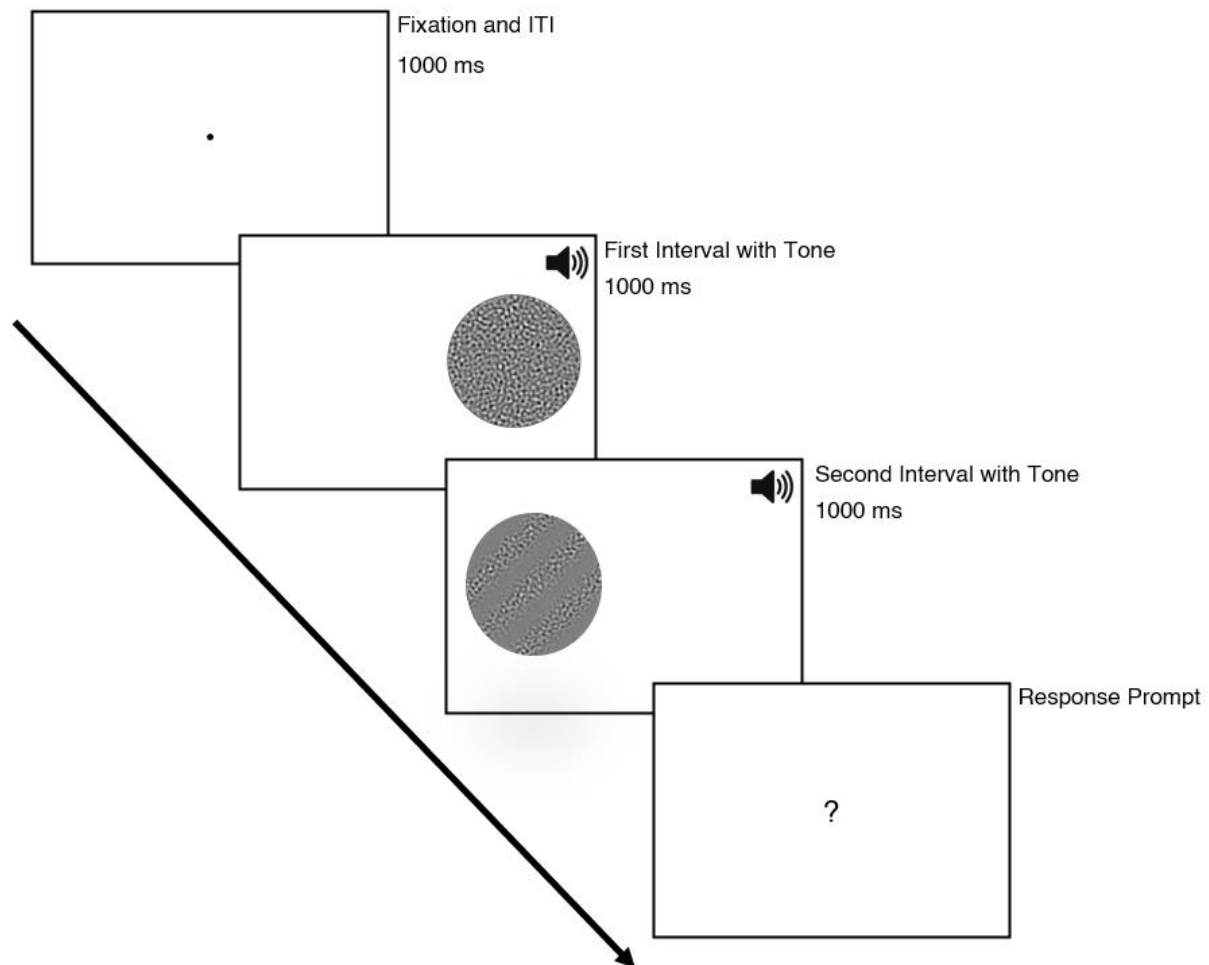 Fixation and ITI
1000 ms
First Interval with Tone
1000 ms
Second Interval with Tone
1000 ms
Response Prompt
?